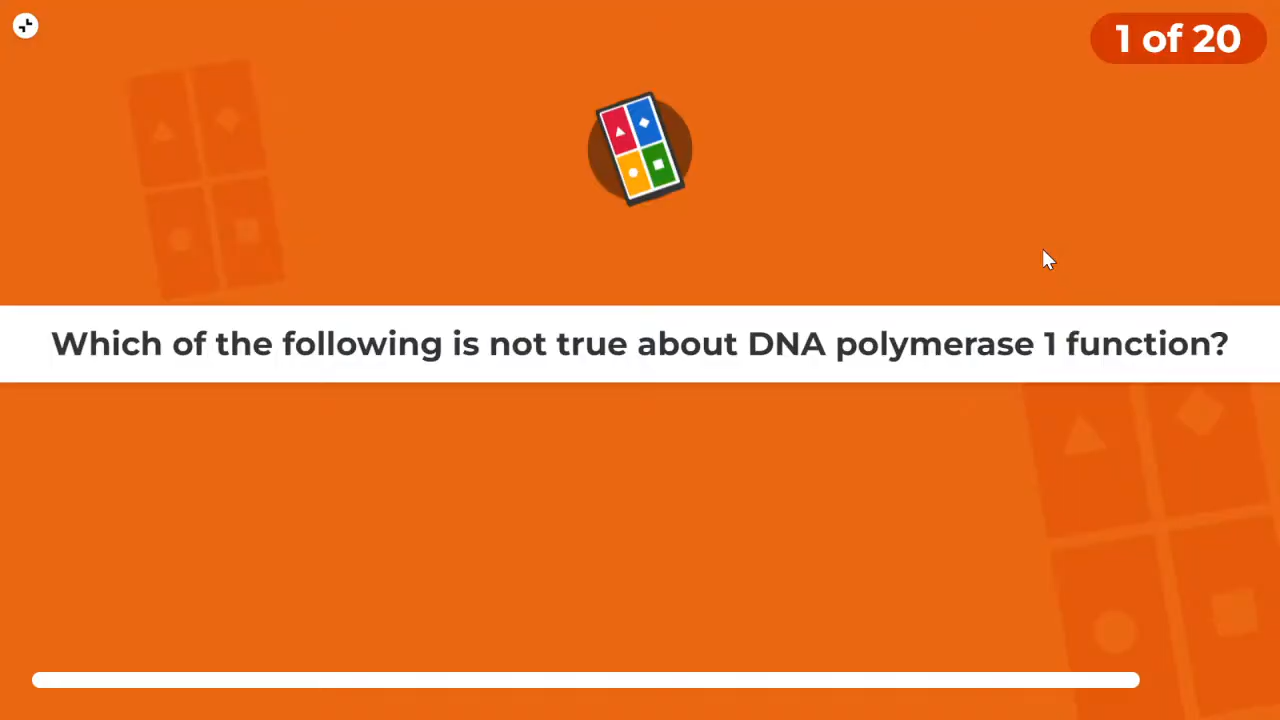 1 of 20
Which of the following is not true about DNA polymerase 1 function?